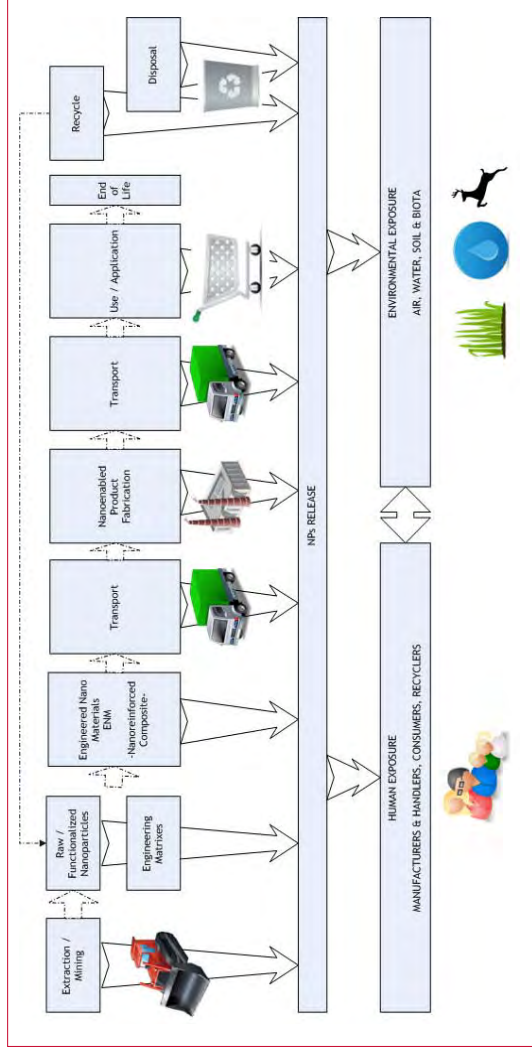 Extraction /
Mining
Raw /
Functionalized
Nanoparticles
Engineering
Matrixes
Engineered Nano
Materials
ENM
-Nanoreinforced
Composite-
Transport
Nanoenabled
Product
Fabrication
Transport
Use / Application
End
of
Life
Recycle
Disposal
NPs RELEASE
HUMAN EXPOSURE
MANUFACTURERS & HANDLERS, CONSUMERS, RECYCLERS
ENVIRONMENTAL EXPOSURE
AIR, WATER, SOIL & BIOTA